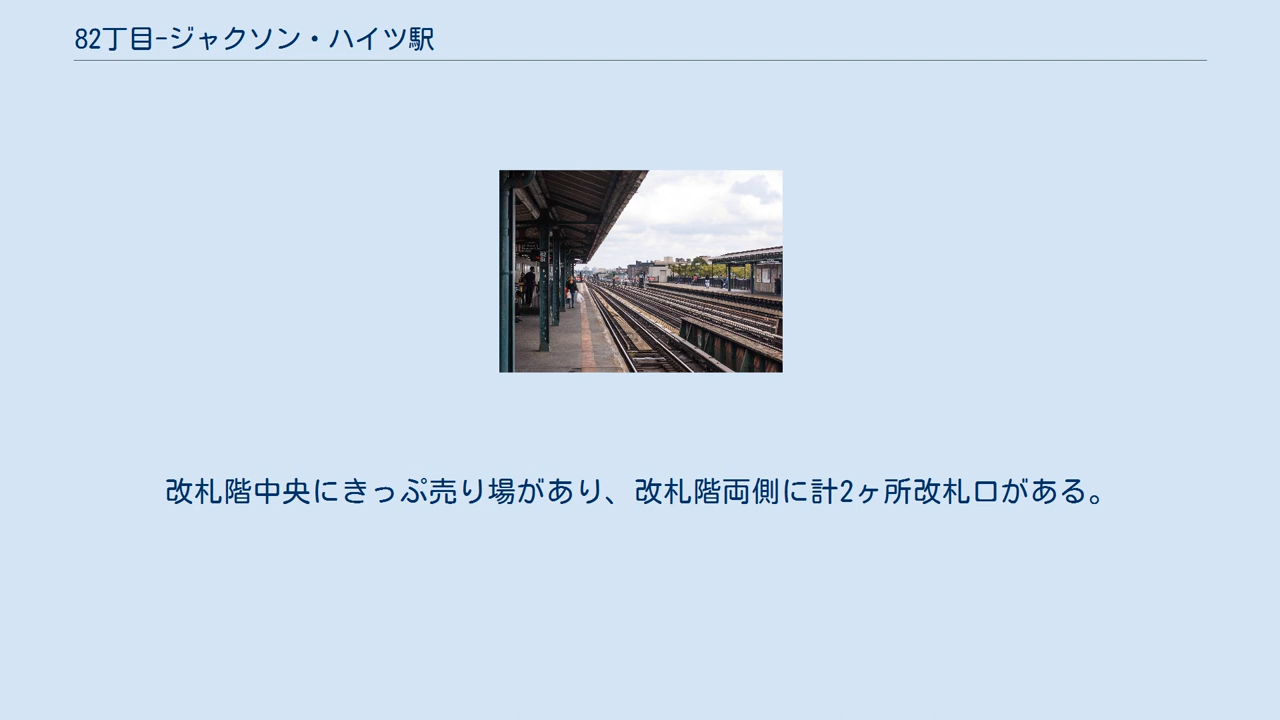 82丁目-ジャクソン・ハイツ駅
改札階中央にきっぷ売り場があり、改札階両側に計2ヶ所改札口がある。